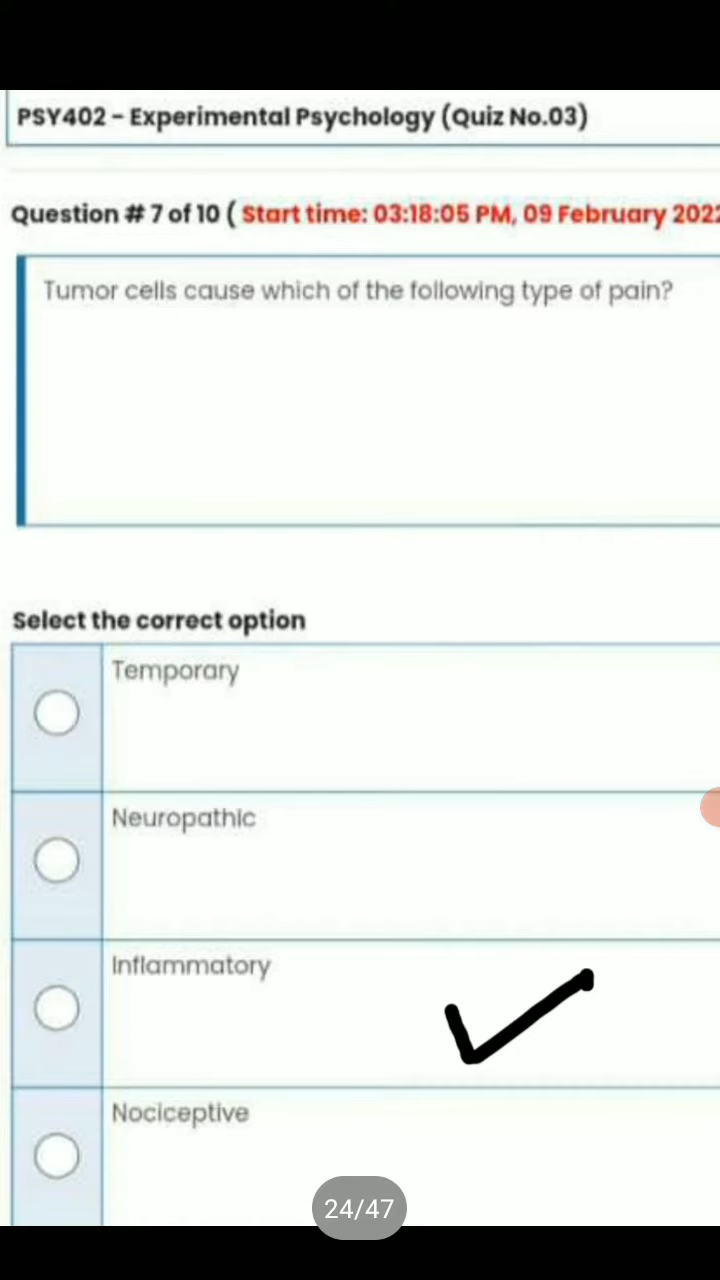 PSY402 - Experimental Psychology (Quiz No.03)
Question # 7 of 10 ( Start time: 03:18:05 PM, 09 February 202
Tumor cells cause which of the following type of pain?
Select the correct option
Temporary
Neuropathic
Inflammatory
Nociceptive
24/47